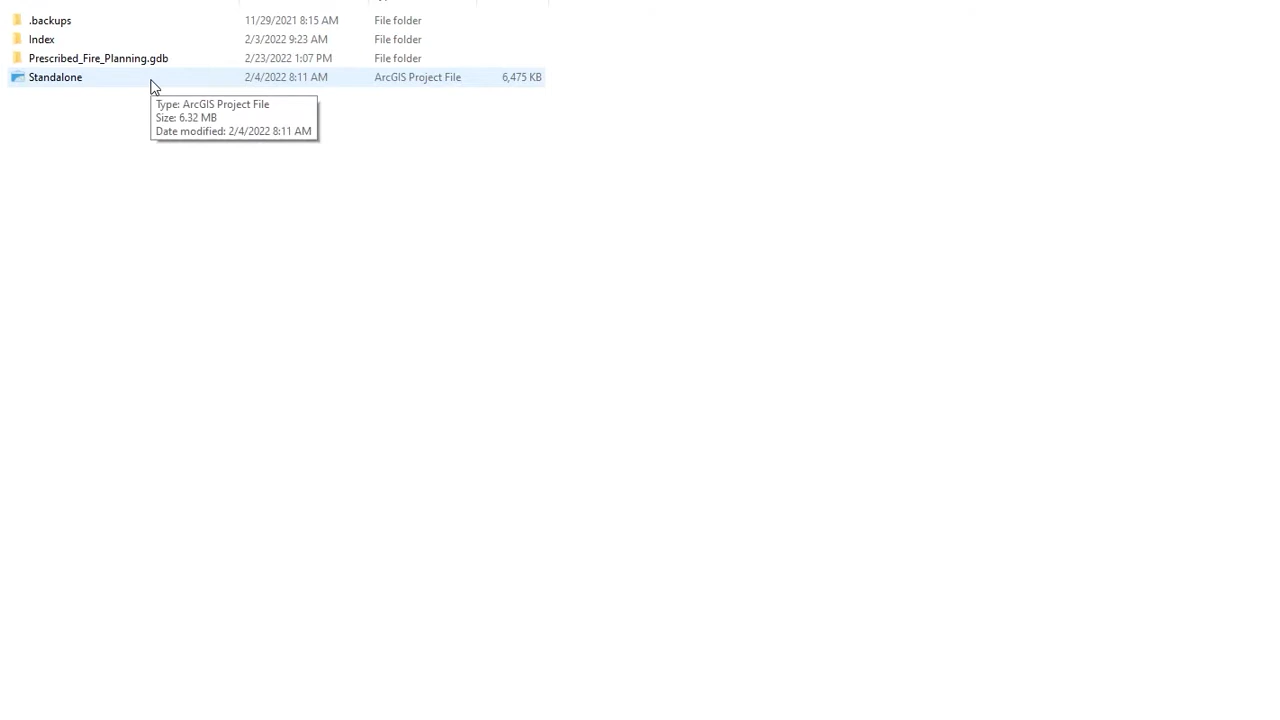 .backups 11/29/2021 8:15 AM File folder
Index 2/3/2022 9:23 AM File folder
Prescribed_Fire_Planning.gdb 2/23/2022 1:07 PM File folder
Standalone 2/4/2022 8:11 AM ArcGIS Project File 6,475 KB
Type: ArcGIS Project File
Size: 6.32 MB
Date modified: 2/4/2022 8:11 AM